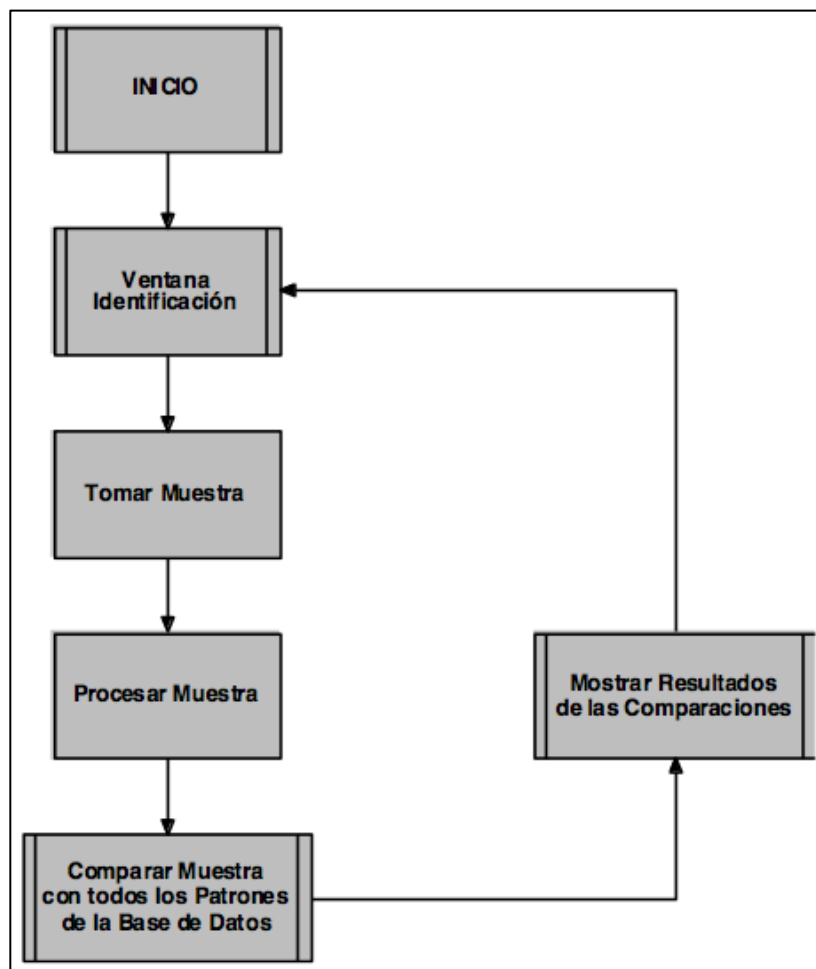 INICIO
Ventana
Identificación
Tomar Muestra
Procesar Muestra
Mostrar Resultados
de las Comparaciones
Comparar Muestra
con todos los Patrones
de la Base de Datos